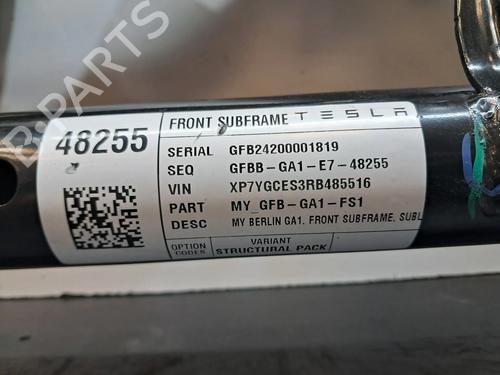 B-PARTS
48255
FRONT SUBFRAME TESLA
SERIAL GFB24200001819
SEQ GFBB-GA1-E7-48255
VIN XP7YGCES3RB485516
PART MY_GFB-GA1-FS1
DESC MY BERLIN GA1, FRONT SUBFRAME, SUBL
OPTION CODES
VARIANT
STRUCTURAL PACK